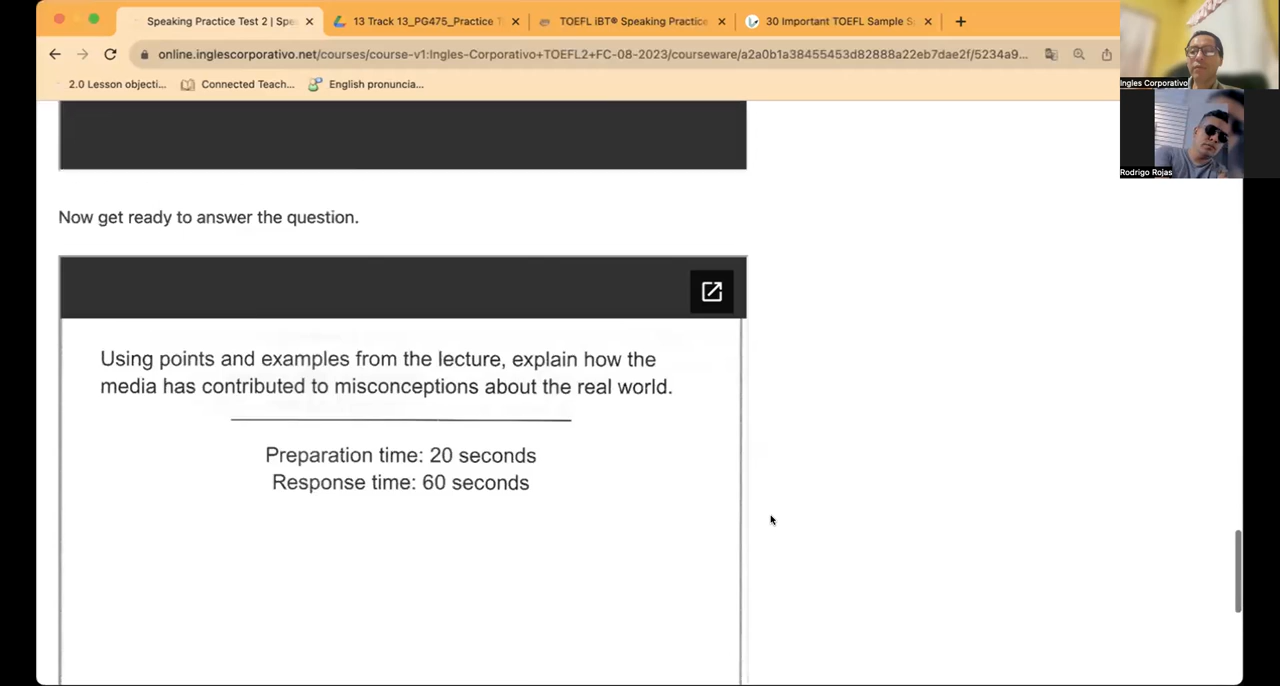 Speaking Practice Test 2 | Spe
13 Track 13_PG475_Practice T
TOEFL iBT® Speaking Practice
30 Important TOEFL Sample S
online.inglescorporativo.net/courses/course-v1:Ingles-Corporativo+TOEFL2+FC-08-2023/courseware/a2a0b1a38455453d82888a22eb7dae2f/5234a9...
2.0 Lesson objecti...
Connected Teach...
English pronuncia...
Ingles Corporativo
Rodrigo Rojas
Now get ready to answer the question.
Using points and examples from the lecture, explain how the
media has contributed to misconceptions about the real world.
Preparation time: 20 seconds
Response time: 60 seconds